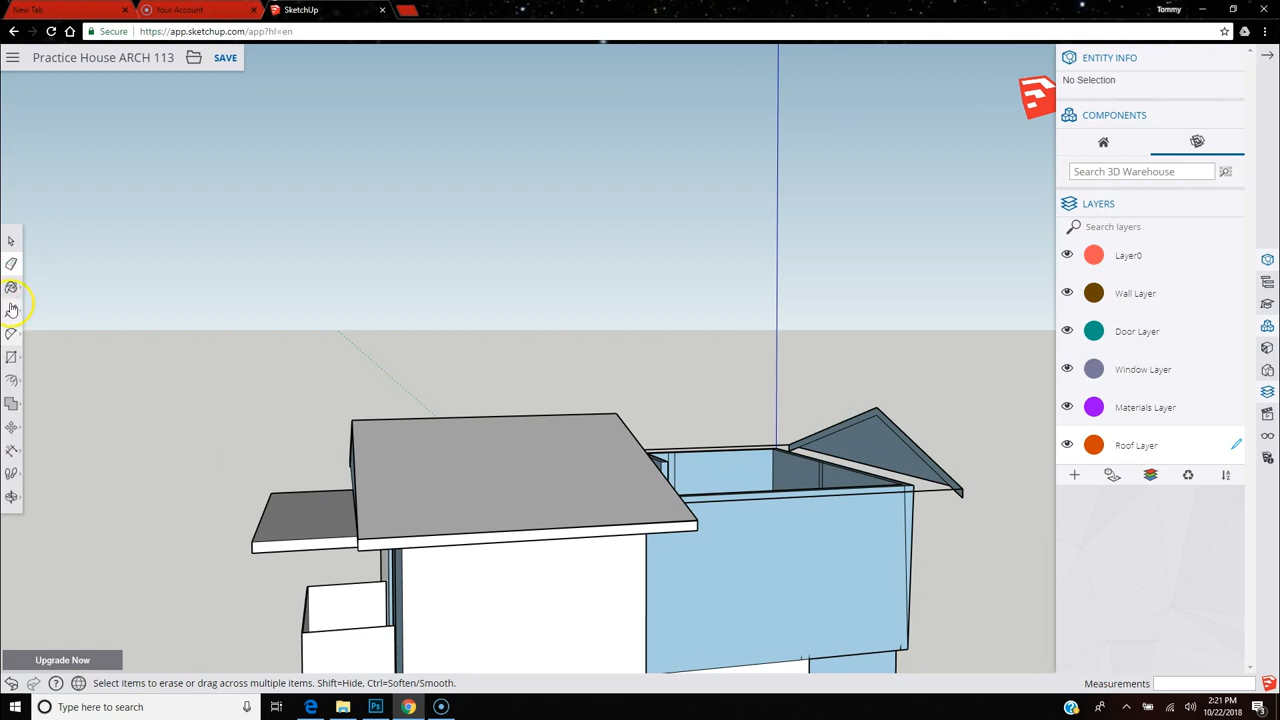 New Tab
Your Account
SketchUp
Tommy
Secure
https://app.sketchup.com/app?hl=en
Practice House ARCH 113
SAVE
ENTITY INFO
No Selection
COMPONENTS
Search 3D Warehouse
LAYERS
Search layers
Layer0
Wall Layer
Door Layer
Window Layer
Materials Layer
Roof Layer
Upgrade Now
Select items to erase or drag across multiple items. Shift=Hide, Ctrl=Soften/Smooth.
Measurements
Type here to search
2:21 PM
10/22/2018